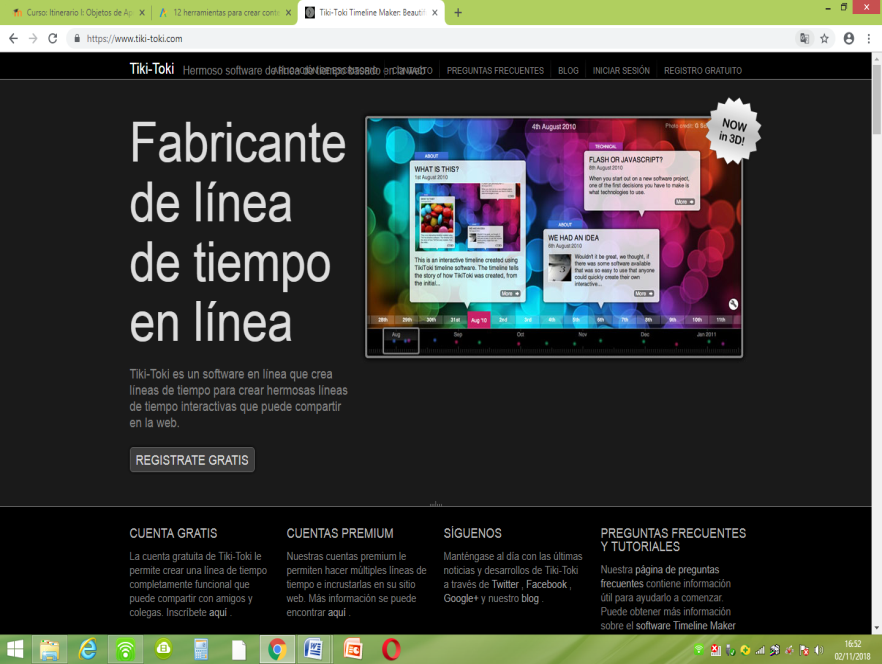 Curso: Itinerario I: Objetos de Apr
12 herramientas para crear conte
Tiki-Toki Timeline Maker: Beautif
https://www.tiki-toki.com
Tiki-Toki Hermoso software de línea de tiempo basado en la web
CONTACTO PREGUNTAS FRECUENTES BLOG INICIAR SESIÓN REGISTRO GRATUITO
Fabricante
de línea
de tiempo
en línea
Tiki-Toki es un software en línea que crea
líneas de tiempo para crear hermosas líneas
de tiempo interactivas que puede compartir
en la web.
REGISTRATE GRATIS
4th August 2010
Photo credit:
NOW
in 3D!
ABOUT
WHAT IS THIS?
1st August 2010
This is an interactive timeline created using
TikiToki timeline software. The timeline tells
the story of how TikiToki was created, from
the initial...
More
TECHNICAL
FLASH OR JAVASCRIPT?
8th August 2010
When you start out on a new software project,
one of the first decisions you have to make is
what technologies to use.
More
ABOUT
WE HAD AN IDEA
6th August 2010
Wouldn't it be great, we thought, if
there was some software available
that was so easy to use that anyone
could quickly create their own
interactive...
More
28th 29th 30th 31st Aug '10 2nd 3rd 4th 5th 6th 7th 8th 9th 10th 11th
Aug Sep Oct Nov Dec Jan 2011
CUENTA GRATIS
La cuenta gratuita de Tiki-Toki le
permite crear una línea de tiempo
completamente funcional que
puede compartir con amigos y
colegas. Inscríbete aquí .
CUENTAS PREMIUM
Nuestras cuentas premium le
permiten hacer múltiples líneas de
tiempo e incrustarlas en su sitio
web. Más información se puede
encontrar aquí .
SÍGUENOS
Manténgase al día con las últimas
noticias y desarrollos de Tiki-Toki
a través de Twitter , Facebook ,
Google+ y nuestro blog .
PREGUNTAS FRECUENTES
Y TUTORIALES
Nuestra página de preguntas
frecuentes contiene información
útil para ayudarlo a comenzar.
Puede obtener más información
sobre el software Timeline Maker
16:52
02/11/2018